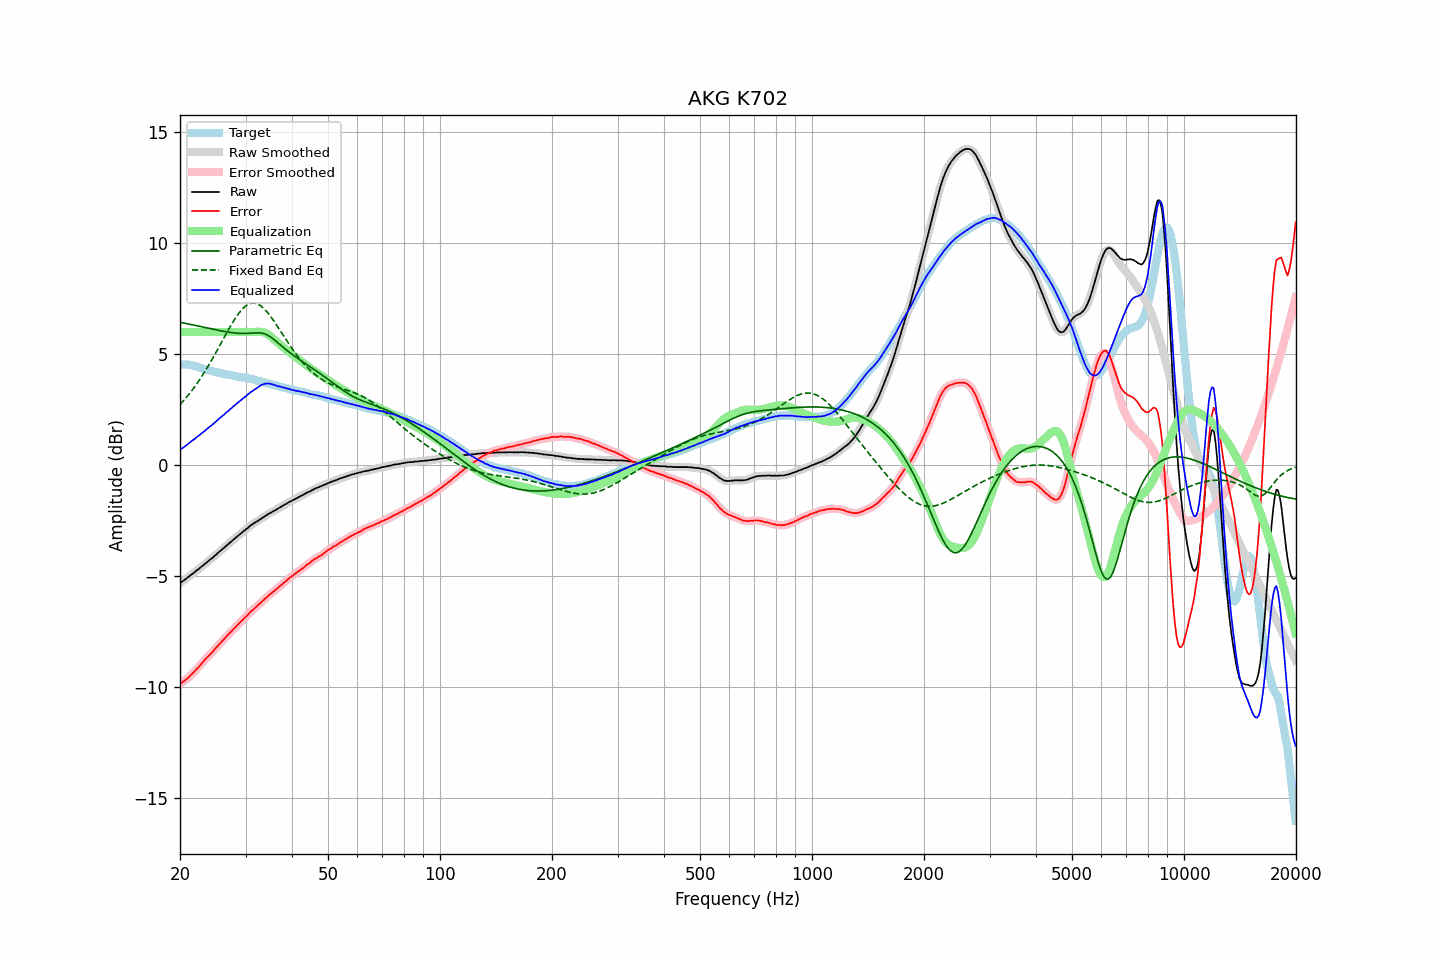 AKG K702
Target
Raw Smoothed
Error Smoothed
Raw
Error
Equalization
Parametric Eq
Fixed Band Eq
Equalized
15
10
5
0
−5
−10
−15
Amplitude (dBr)
20
50
100
200
500
1000
2000
5000
10000
20000
Frequency (Hz)